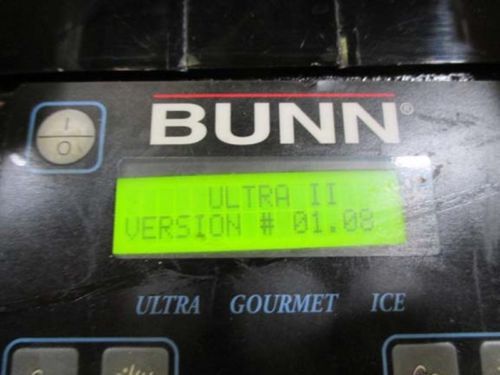 I
O
BUNN®
ULTRA II
VERSION # 01.08
ULTRA GOURMET ICE